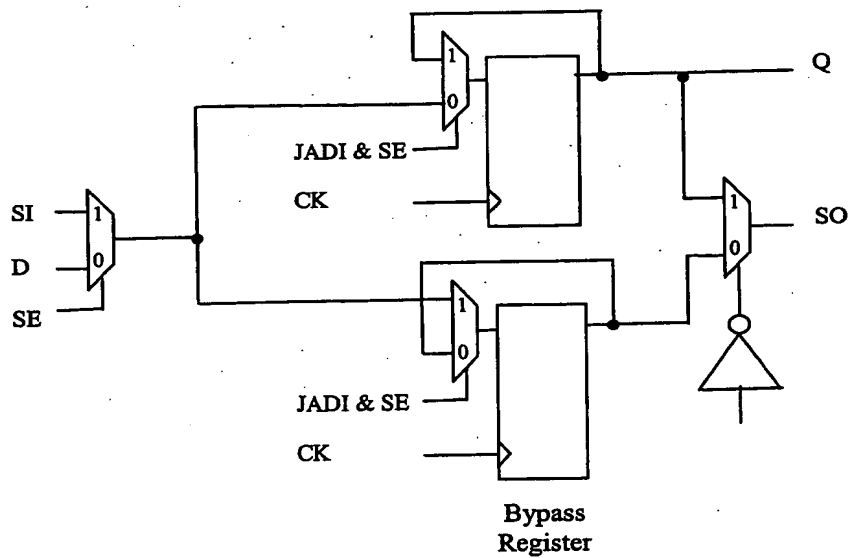 1
Q
0
JADI & SE
CK
SI
1
1
SO
D
0
0
SE
1
0
JADI & SE
CK
Bypass
Register